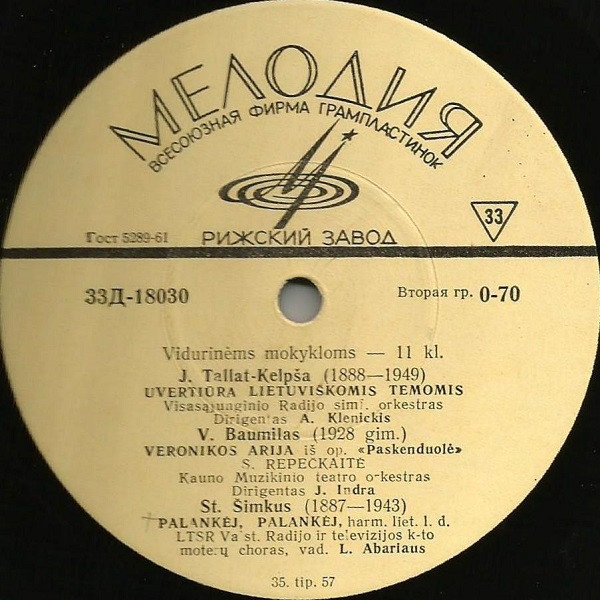 МЕЛОДИЯ
ВСЕСОЮЗНАЯ ФИРМА ГРАМПЛАСТИНОК
33
Гост 5289-61
РИЖСКИЙ ЗАВОД
33Д-18030
Вторая гр. 0-70
Vidurinėms mokykloms — 11 kl.
J. Tallat-Kelpša (1888—1949)
UVERTIŪRA LIETUVIŠKOMIS TEMOMIS
Visasąjunginio Radijo simf. orkestras
Dirigentas A. Klenickis
V. Baumilas (1928 gim.)
VERONIKOS ARIJA iš op. «Paskenduolė»
S. REPEČKAITĖ
Kauno Muzikinio teatro orkestras
Dirigentas J. Indra
St. Šimkus (1887—1943)
PALANKĖJ, PALANKĖJ, harm. liet. l. d.
LTSR Valst. Radijo ir televizijos k-to
moterų choras, vad. L. Abariaus
35. tip. 57